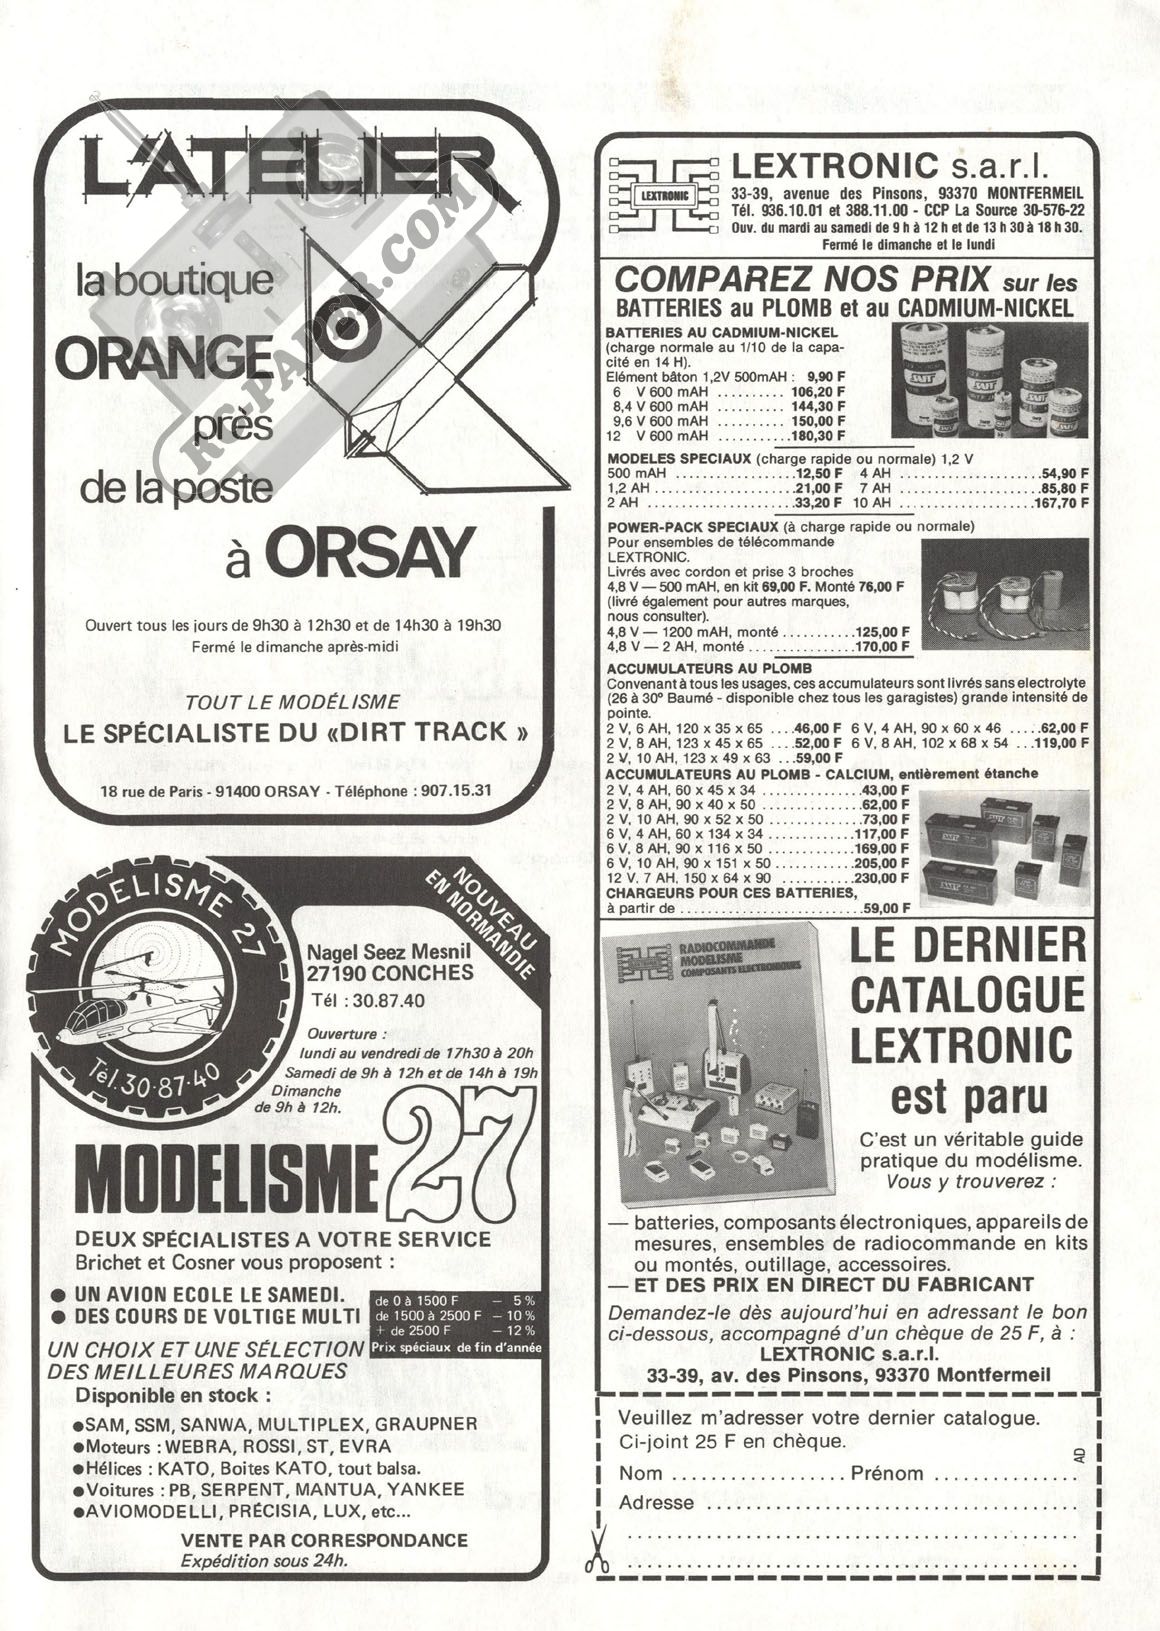 L'ATELIER
la boutique
ORANGE
près
de la poste
à ORSAY
Ouvert tous les jours de 9h30 à 12h30 et de 14h30 à 19h30
Fermé le dimanche après-midi
TOUT LE MODÉLISME
LE SPÉCIALISTE DU «DIRT TRACK »
18 rue de Paris - 91400 ORSAY - Téléphone : 907.15.31
RC-PAPER.COM
MODELISME 27
Tél. 30-87-40
NOUVEAU
EN NORMANDIE
Nagel Seez Mesnil
27190 CONCHES
Tél : 30.87.40
Ouverture :
lundi au vendredi de 17h30 à 20h
Samedi de 9h à 12h et de 14h à 19h
Dimanche
de 9h à 12h.
MODELISME 27
DEUX SPÉCIALISTES A VOTRE SERVICE
Brichet et Cosner vous proposent :
● UN AVION ECOLE LE SAMEDI.
● DES COURS DE VOLTIGE MULTI
de 0 à 1500 F — 5 %
de 1500 à 2500 F — 10 %
+ de 2500 F — 12 %
Prix spéciaux de fin d'année
UN CHOIX ET UNE SÉLECTION
DES MEILLEURES MARQUES
Disponible en stock :
●SAM, SSM, SANWA, MULTIPLEX, GRAUPNER
●Moteurs : WEBRA, ROSSI, ST, EVRA
●Hélices : KATO, Boites KATO, tout balsa.
●Voitures : PB, SERPENT, MANTUA, YANKEE
●AVIOMODELLI, PRÉCISIA, LUX, etc...
VENTE PAR CORRESPONDANCE
Expédition sous 24h.
LEXTRONIC
LEXTRONIC s.a.r.l.
33-39, avenue des Pinsons, 93370 MONTFERMEIL
Tél. 936.10.01 et 388.11.00 - CCP La Source 30-576-22
Ouv. du mardi au samedi de 9 h à 12 h et de 13 h 30 à 18 h 30.
Fermé le dimanche et le lundi
COMPAREZ NOS PRIX sur les
BATTERIES au PLOMB et au CADMIUM-NICKEL
BATTERIES AU CADMIUM-NICKEL
(charge normale au 1/10 de la capa-
cité en 14 H).
Elément bâton 1,2V 500mAH : 9,90 F
6 V 600 mAH .......... 106,20 F
8,4 V 600 mAH .......... 144,30 F
9,6 V 600 mAH .......... 150,00 F
12 V 600 mAH ...........180,30 F
MODELES SPECIAUX (charge rapide ou normale) 1,2 V
500 mAH ..................12,50 F 4 AH ......................54,90 F
1,2 AH .....................21,00 F 7 AH ......................85,80 F
2 AH .......................33,20 F 10 AH ....................167,70 F
POWER-PACK SPECIAUX (à charge rapide ou normale)
Pour ensembles de télécommande
LEXTRONIC.
Livrés avec cordon et prise 3 broches
4,8 V — 500 mAH, en kit 69,00 F. Monté 76,00 F
(livré également pour autres marques,
nous consulter).
4,8 V — 1200 mAH, monté ...........125,00 F
4,8 V — 2 AH, monté ................170,00 F
ACCUMULATEURS AU PLOMB
Convenant à tous les usages, ces accumulateurs sont livrés sans electrolyte
(26 à 30° Baumé - disponible chez tous les garagistes) grande intensité de
pointe.
2 V, 6 AH, 120 x 35 x 65 ....46,00 F 6 V, 4 AH, 90 x 60 x 46 .....62,00 F
2 V, 8 AH, 123 x 45 x 65 ....52,00 F 6 V, 8 AH, 102 x 68 x 54 ...119,00 F
2 V, 10 AH, 123 x 49 x 63 ...59,00 F
ACCUMULATEURS AU PLOMB - CALCIUM, entièrement étanche
2 V, 4 AH, 60 x 45 x 34 ...............43,00 F
2 V, 8 AH, 90 x 40 x 50 ...............62,00 F
2 V, 10 AH, 90 x 52 x 50 ..............73,00 F
6 V, 4 AH, 60 x 134 x 34 .............117,00 F
6 V, 8 AH, 90 x 116 x 50 .............169,00 F
6 V, 10 AH, 90 x 151 x 50 ............205,00 F
12 V. 7 AH, 150 x 64 x 90 ............230,00 F
CHARGEURS POUR CES BATTERIES,
à partir de ...........................59,00 F
RADIOCOMMANDE
MODELISME
COMPOSANTS ELECTRONIQUES
LE DERNIER
CATALOGUE
LEXTRONIC
est paru
C'est un véritable guide
pratique du modélisme.
Vous y trouverez :
— batteries, composants électroniques, appareils de
mesures, ensembles de radiocommande en kits
ou montés, outillage, accessoires.
— ET DES PRIX EN DIRECT DU FABRICANT
Demandez-le dès aujourd'hui en adressant le bon
ci-dessous, accompagné d'un chèque de 25 F, à :
LEXTRONIC s.a.r.l.
33-39, av. des Pinsons, 93370 Montfermeil
Veuillez m'adresser votre dernier catalogue.
Ci-joint 25 F en chèque.
AD
Nom .................. Prénom ...............
Adresse ........................................